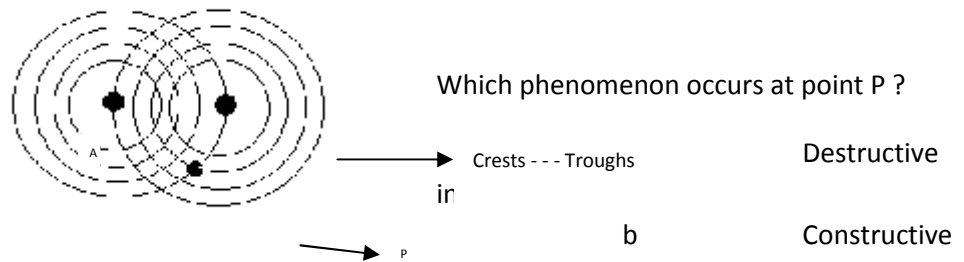 Which phenomenon occurs at point P ?
A
Crests - - - Troughs Destructive
in
b Constructive
P